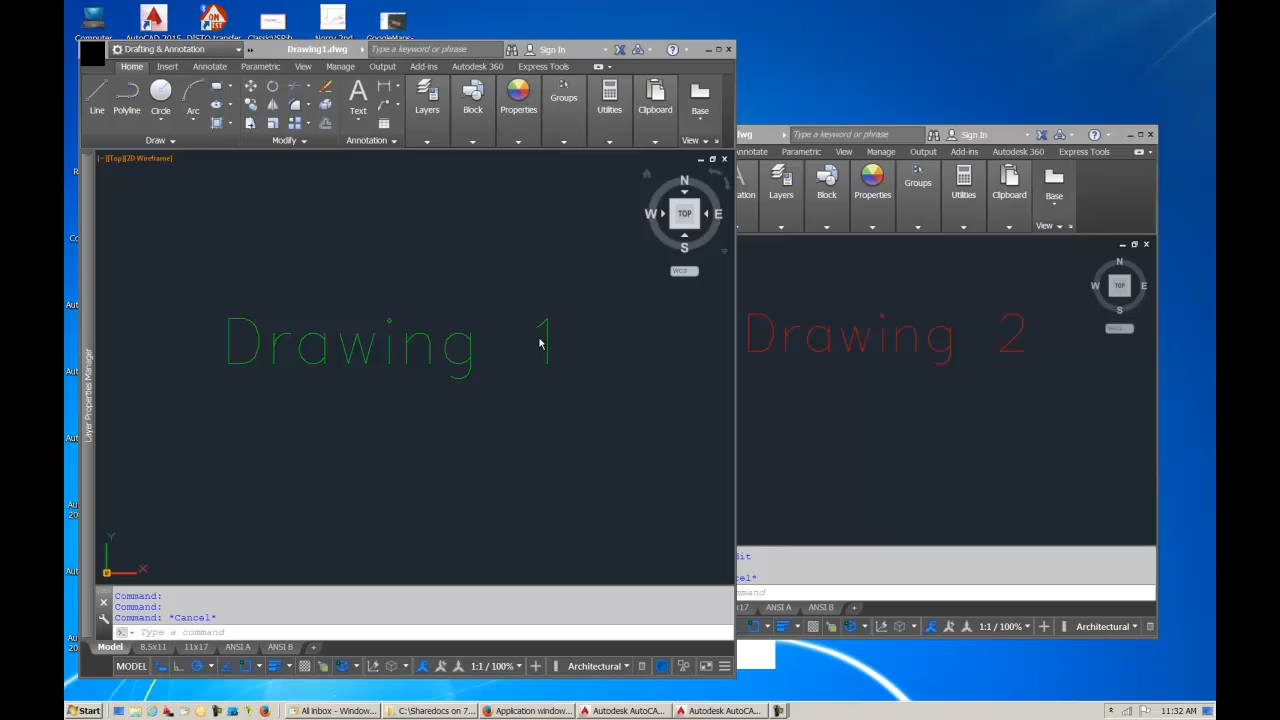 Computer
AutoCAD 2015
DISTO transfer
Drafting & Annotation
Drawing1.dwg
Type a keyword or phrase
Sign In
Home Insert Annotate Parametric View Manage Output Add-ins Autodesk 360 Express Tools
Line Polyline Circle Arc Text Layers Block Properties Groups Utilities Clipboard Base
Draw Modify Annotation View
dwg Type a keyword or phrase Sign In
Parametric View Manage Output Add-ins Autodesk 360 Express Tools
Layers Block Properties Groups Utilities Clipboard Base
View
[−][Top][2D Wireframe]
N
W TOP E
S
WCS
N
W TOP E
S
Drawing 1
Drawing 2
Layer Properties Manager
Y
X
Command:
Command:
Command: *Cancel*
Type a command
Model 8.5x11 11x17 ANSI A ANSI B +
MODEL 1:1 / 100% Architectural
ANSI A ANSI B +
1:1 / 100% Architectural
Start
All inbox - Window...
C:\Sharedocs on 7...
Application window...
Autodesk AutoCA...
Autodesk AutoCA...
11:32 AM